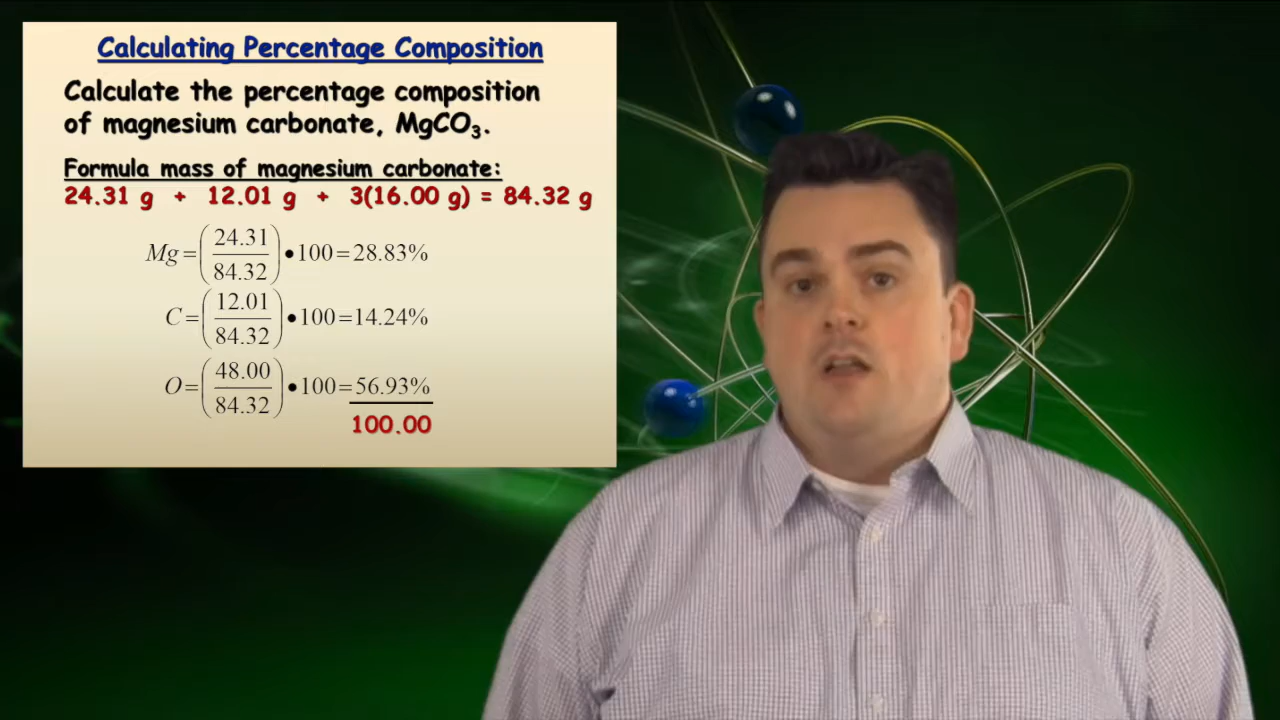 Calculating Percentage Composition
Calculate the percentage composition
of magnesium carbonate, MgCO₃.
Formula mass of magnesium carbonate:
24.31 g + 12.01 g + 3(16.00 g) = 84.32 g
Mg = (24.31/84.32) • 100 = 28.83%
C = (12.01/84.32) • 100 = 14.24%
O = (48.00/84.32) • 100 = 56.93%
100.00